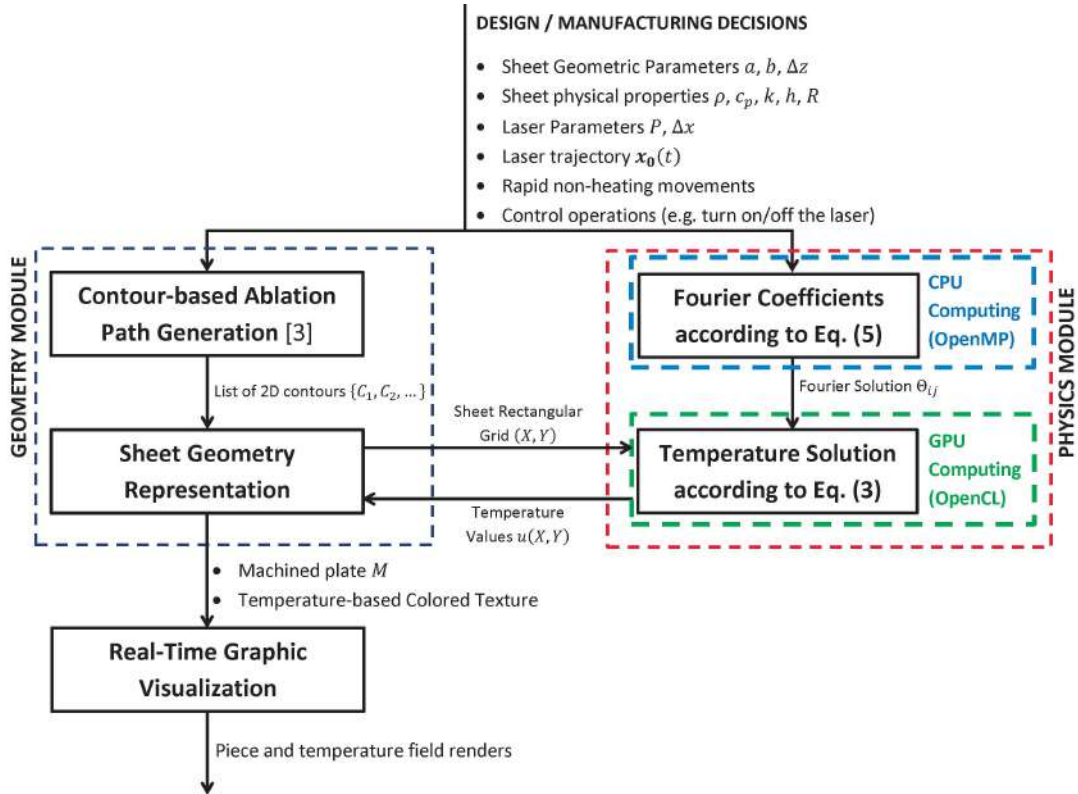 DESIGN / MANUFACTURING DECISIONS
• Sheet Geometric Parameters a, b, Δz
• Sheet physical properties ρ, c_p, k, h, R
• Laser Parameters P, Δx
• Laser trajectory x₀(t)
• Rapid non-heating movements
• Control operations (e.g. turn on/off the laser)
GEOMETRY MODULE
Contour-based Ablation
Path Generation [3]
List of 2D contours {C₁, C₂, … }
Sheet Geometry
Representation
Sheet Rectangular
Grid (X, Y)
Temperature
Values u(X, Y)
PHYSICS MODULE
Fourier Coefficients
according to Eq. (5)
CPU
Computing
(OpenMP)
Fourier Solution Θ_ij
Temperature Solution
according to Eq. (3)
GPU
Computing
(OpenCL)
• Machined plate M
• Temperature-based Colored Texture
Real-Time Graphic
Visualization
Piece and temperature field renders